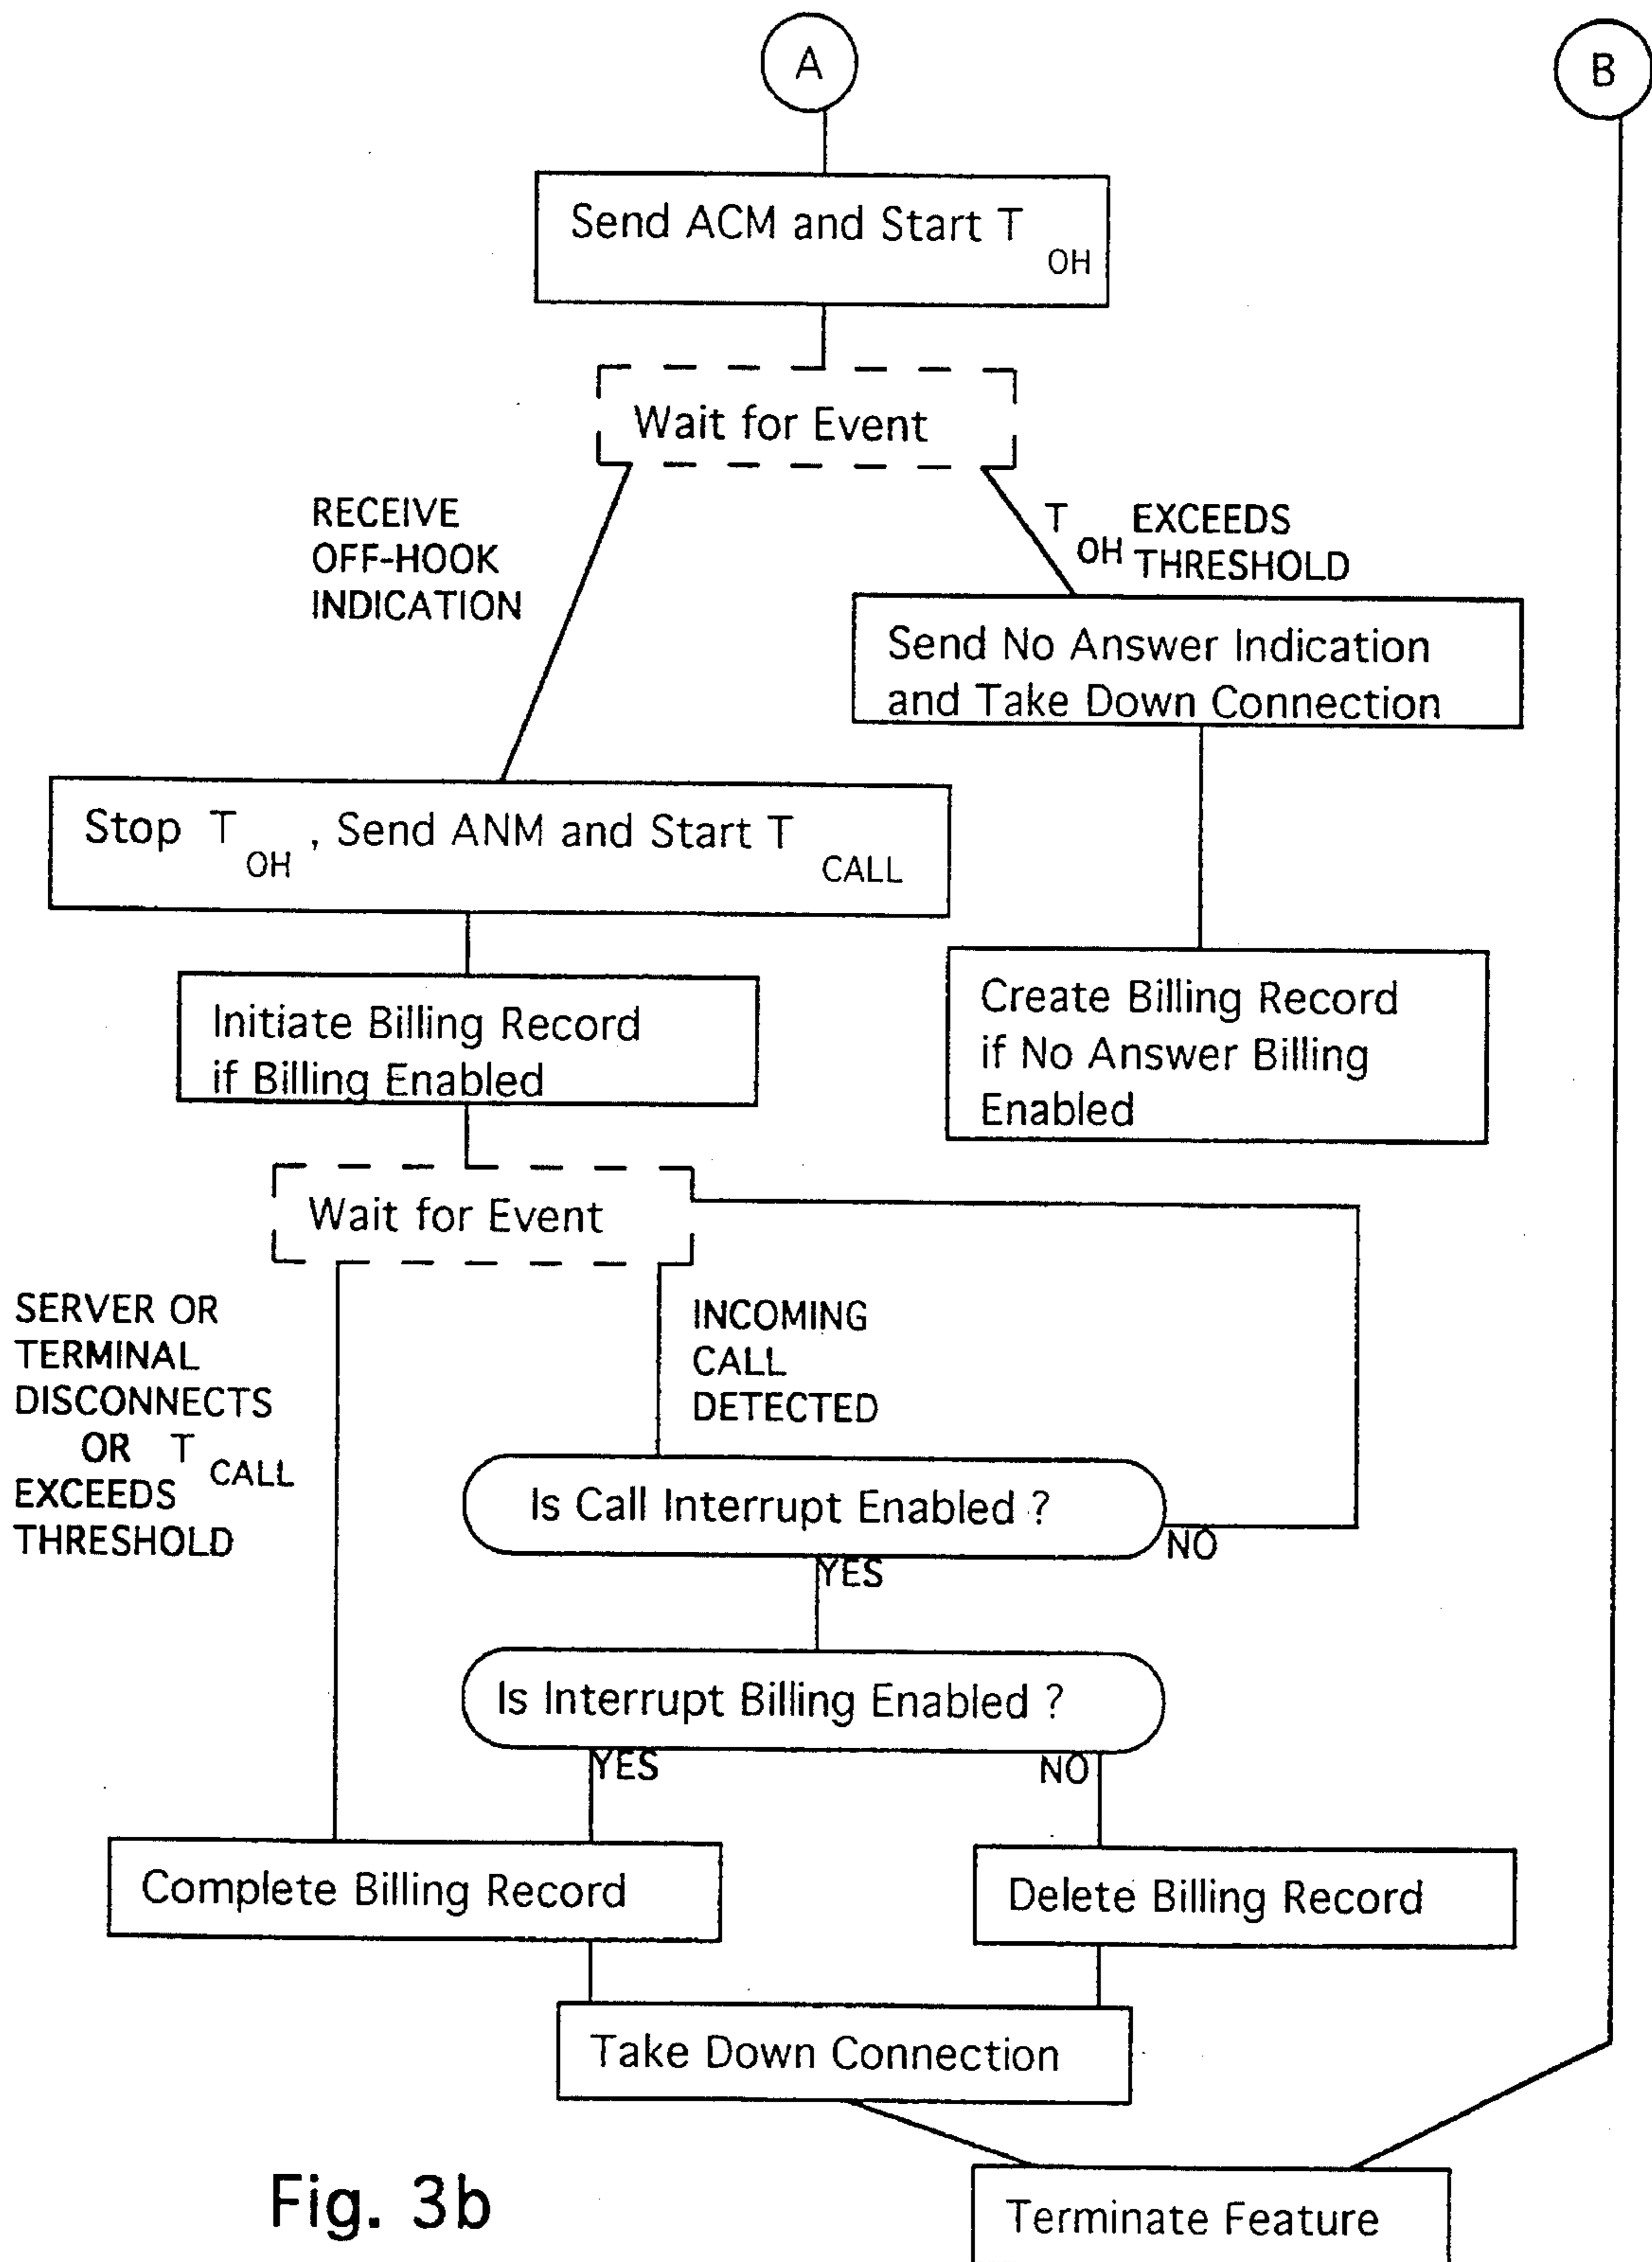 A
B
Send ACM and Start T OH
Wait for Event
RECEIVE
OFF-HOOK
INDICATION
T OH EXCEEDS
THRESHOLD
Send No Answer Indication
and Take Down Connection
Stop T OH , Send ANM and Start T CALL
Initiate Billing Record
if Billing Enabled
Create Billing Record
if No Answer Billing
Enabled
Wait for Event
SERVER OR
TERMINAL
DISCONNECTS
OR T CALL
EXCEEDS
THRESHOLD
INCOMING
CALL
DETECTED
Is Call Interrupt Enabled ?
NO
YES
Is Interrupt Billing Enabled ?
YES
NO
Complete Billing Record
Delete Billing Record
Take Down Connection
Terminate Feature
Fig. 3b